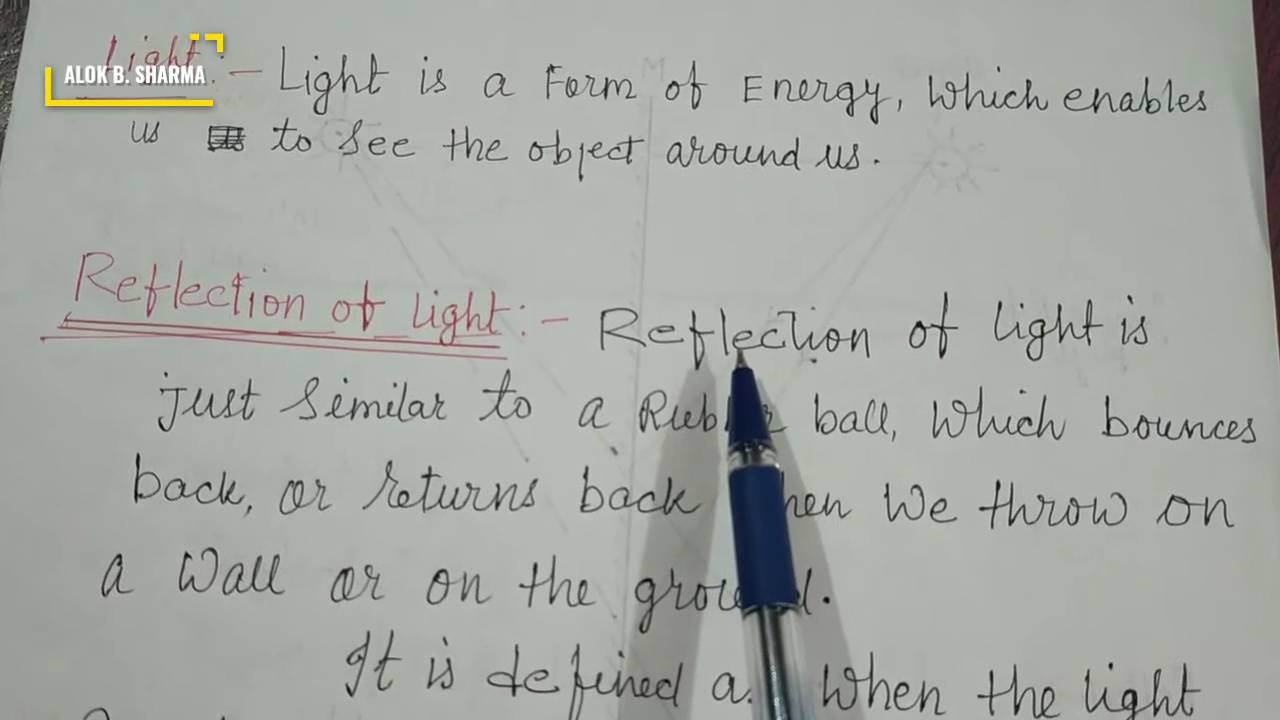 ALOK B. SHARMA
Light:- Light is a Form of Energy, Which enables
us to see the object around us.
Reflection of light:- Reflection of light is
just similar to a ball, Which bounces
back, or returns back We throw on
a Wall or on the
It is defined When the light